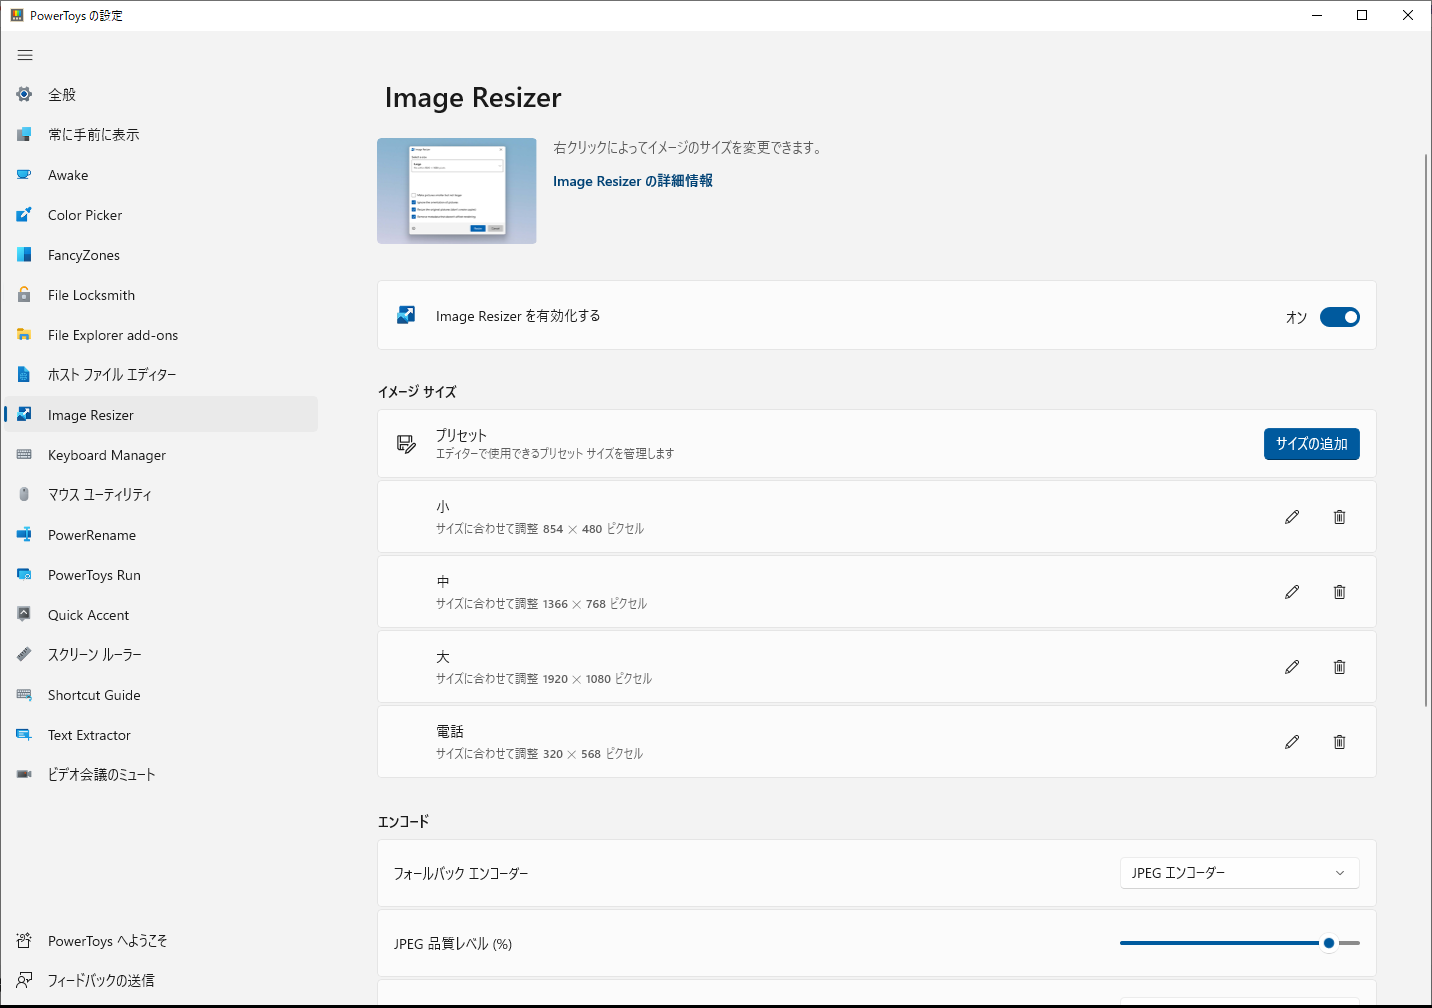 PowerToys の設定
全般
常に手前に表示
Awake
Color Picker
FancyZones
File Locksmith
File Explorer add-ons
ホスト ファイル エディター
Image Resizer
Keyboard Manager
マウス ユーティリティ
PowerRename
PowerToys Run
Quick Accent
スクリーン ルーラー
Shortcut Guide
Text Extractor
ビデオ会議のミュート
PowerToys へようこそ
フィードバックの送信
Image Resizer
右クリックによってイメージのサイズを変更できます。
Image Resizer の詳細情報
Image Resizer を有効化する
オン
イメージ サイズ
プリセット
エディターで使用できるプリセット サイズを管理します
サイズの追加
小
サイズに合わせて調整 854 × 480 ピクセル
中
サイズに合わせて調整 1366 × 768 ピクセル
大
サイズに合わせて調整 1920 × 1080 ピクセル
電話
サイズに合わせて調整 320 × 568 ピクセル
エンコード
フォールバック エンコーダー
JPEG エンコーダー
JPEG 品質レベル (%)